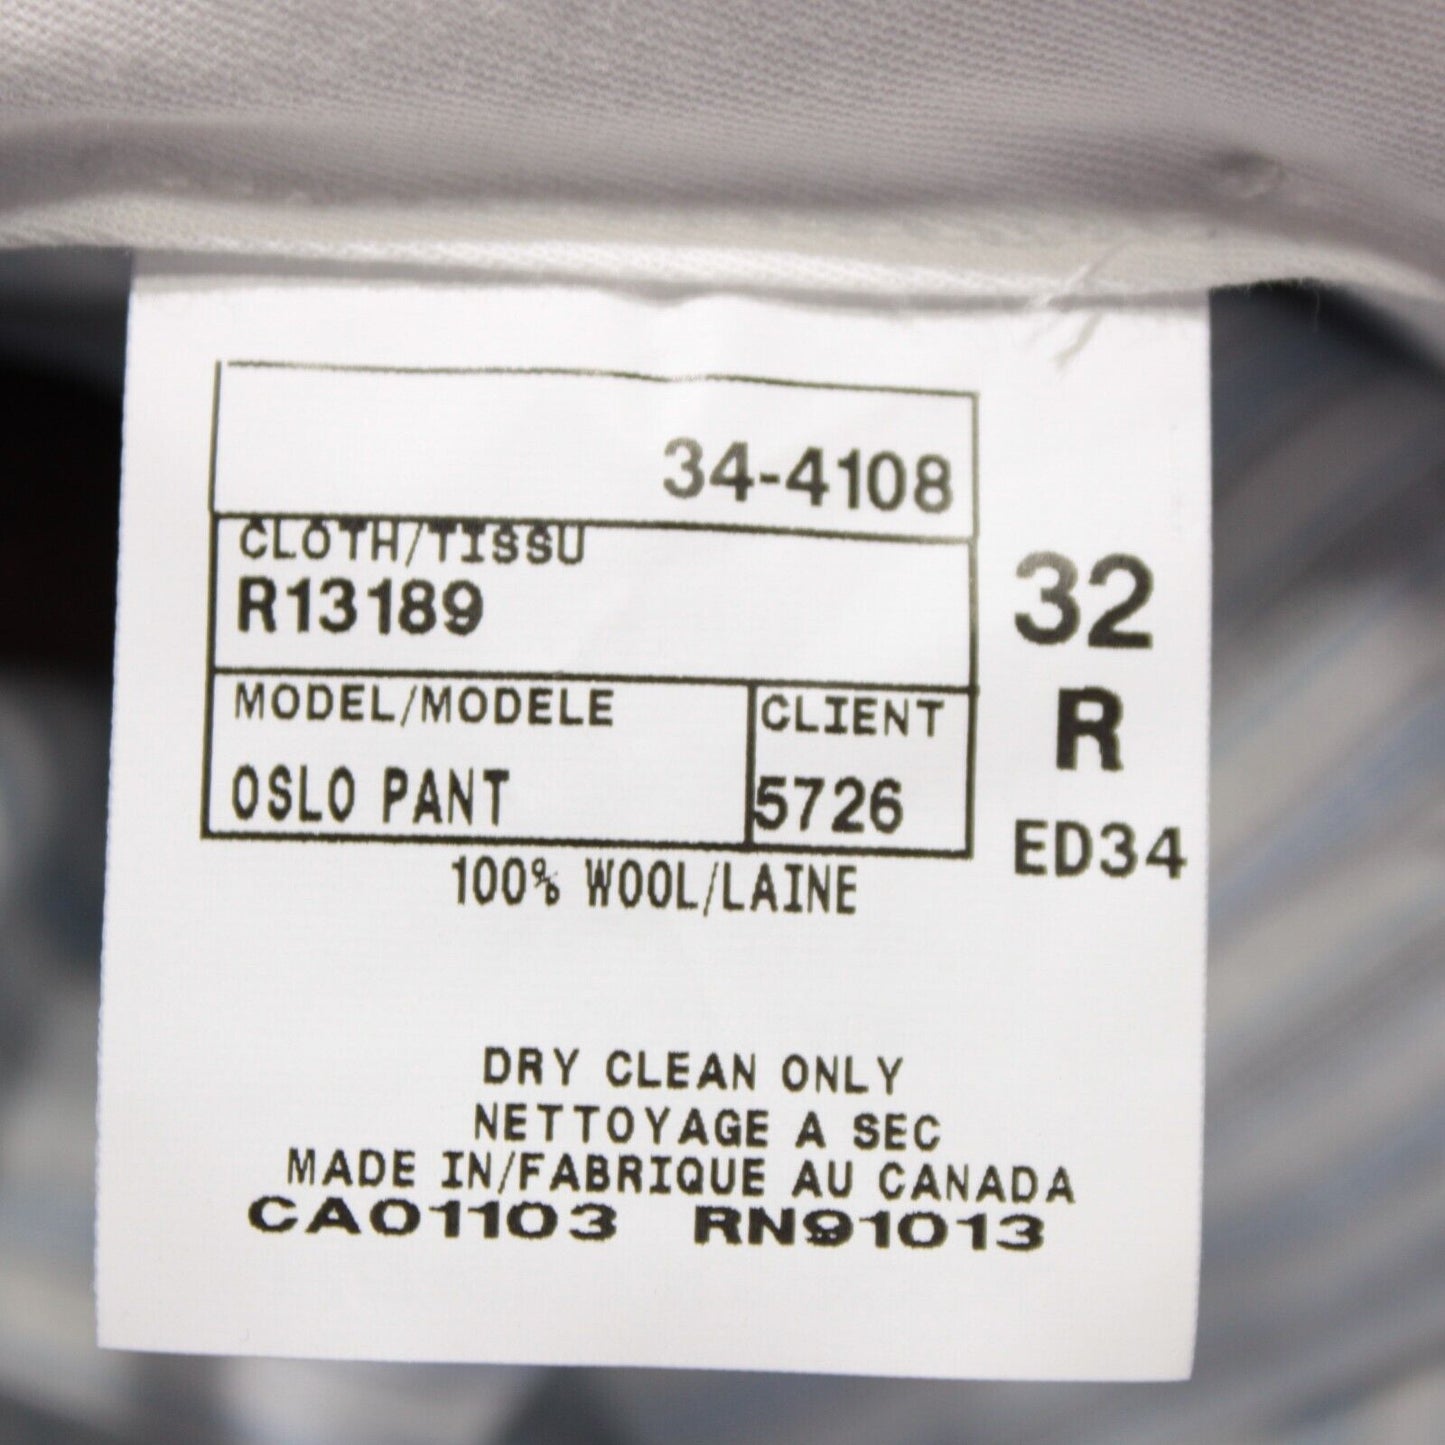 34-4108
CLOTH/TISSU
R13189
MODEL/MODELE
OSLO PANT
CLIENT
5726
32
R
ED34
100% WOOL/LAINE
DRY CLEAN ONLY
NETTOYAGE A SEC
MADE IN/FABRIQUE AU CANADA
CA01103 RN91013